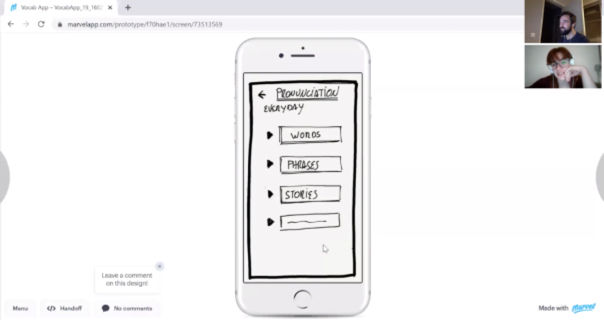 Vocab App - VocabApp_19_160
marvelapp.com/prototype/f70hae1/screen/73513569
PRONUNCIATION
EVERYDAY
WORDS
PHRASES
STORIES
Leave a comment
on this design!
Menu
</> Handoff
No comments
Made with Marvel